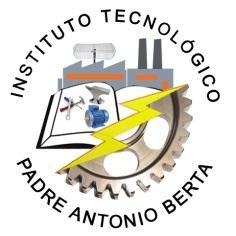 INSTITUTO TECNOLÓGICO
PADRE ANTONIO BERTA